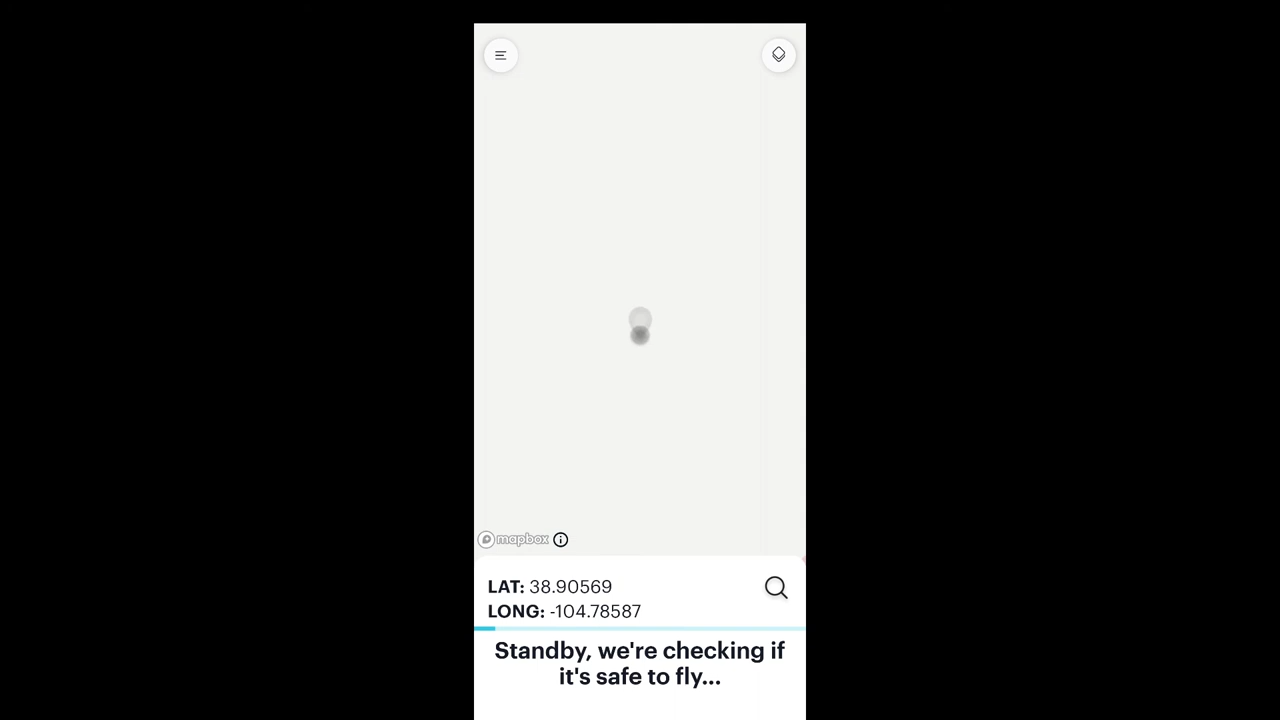 mapbox
LAT: 38.90569
LONG: -104.78587
Standby, we're checking if
it's safe to fly...